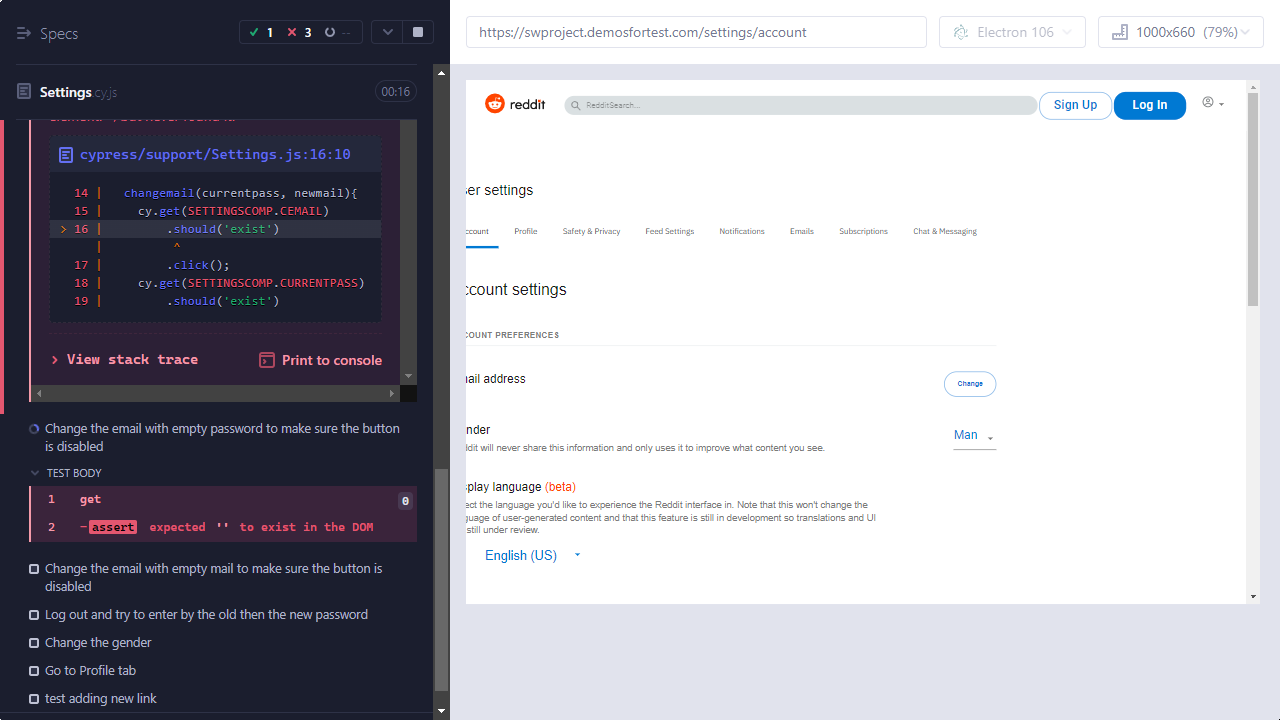 Specs
1
3
--
Settings.cy.js
00:16
cypress/support/Settings.js:16:10
14 | changemail(currentpass, newmail){
15 | cy.get(SETTINGSCOMP.CEMAIL)
> 16 | .should('exist')
| ^
17 | .click();
18 | cy.get(SETTINGSCOMP.CURRENTPASS)
19 | .should('exist')
> View stack trace
Print to console
Change the email with empty password to make sure the button
is disabled
TEST BODY
1 get 0
2 -assert expected '' to exist in the DOM
Change the email with empty mail to make sure the button is
disabled
Log out and try to enter by the old then the new password
Change the gender
Go to Profile tab
test adding new link
https://swproject.demosfortest.com/settings/account
Electron 106
1000x660 (79%)
reddit
RedditSearch...
Sign Up
Log In
ser settings
ccount
Profile
Safety & Privacy
Feed Settings
Notifications
Emails
Subscriptions
Chat & Messaging
ccount settings
COUNT PREFERENCES
ail address
Change
nder
ddit will never share this information and only uses it to improve what content you see.
Man
splay language (beta)
ect the language you'd like to experience the Reddit interface in. Note that this won't change the
guage of user-generated content and that this feature is still in development so translations and UI
still under review.
English (US)